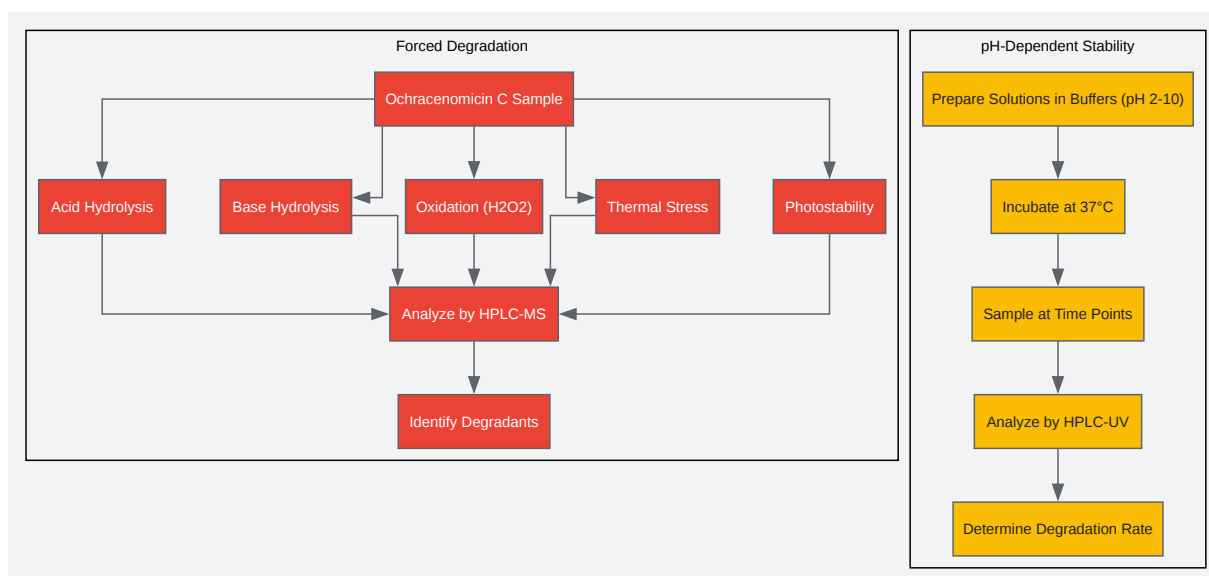 Forced Degradation
Ochracenomicin C Sample
Acid Hydrolysis
Base Hydrolysis
Oxidation (H2O2)
Thermal Stress
Photostability
Analyze by HPLC-MS
Identify Degradants
pH-Dependent Stability
Prepare Solutions in Buffers (pH 2-10)
Incubate at 37°C
Sample at Time Points
Analyze by HPLC-UV
Determine Degradation Rate